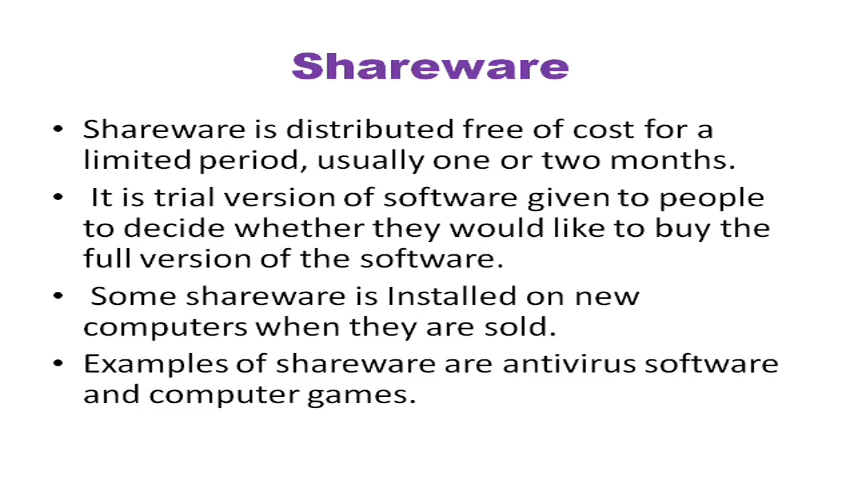 Shareware
• Shareware is distributed free of cost for a
limited period, usually one or two months.
• It is trial version of software given to people
to decide whether they would like to buy the
full version of the software.
• Some shareware is Installed on new
computers when they are sold.
• Examples of shareware are antivirus software
and computer games.